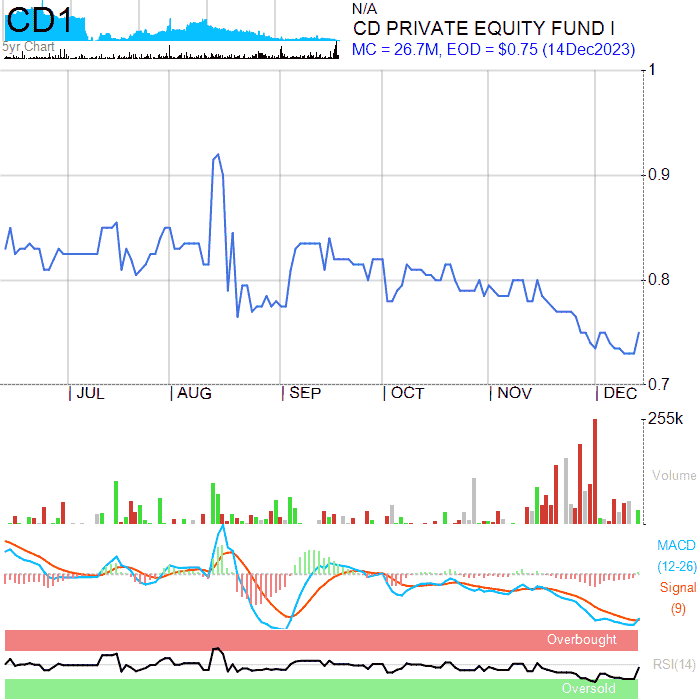 CD1
N/A
CD PRIVATE EQUITY FUND I
MC = 26.7M, EOD = $0.75 (14Dec2023)
5yr Chart
1
0.9
0.8
0.7
JUL AUG SEP OCT NOV DEC
255k
Volume
MACD
(12-26)
Signal
(9)
Overbought
RSI(14)
Oversold